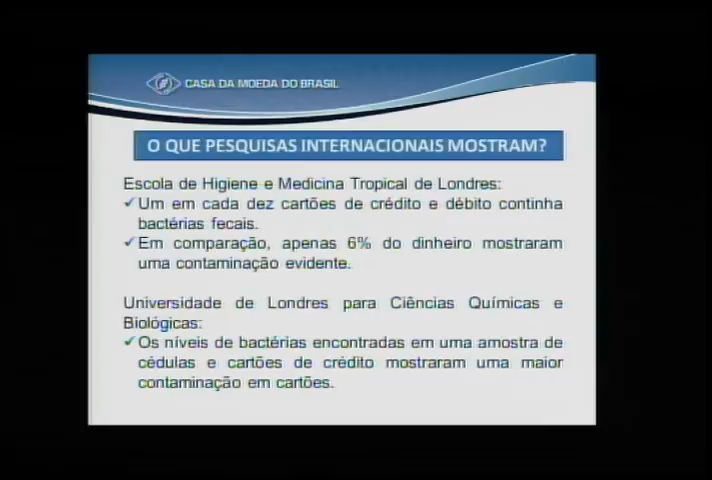 CASA DA MOEDA DO BRASIL
O QUE PESQUISAS INTERNACIONAIS MOSTRAM?
Escola de Higiene e Medicina Tropical de Londres:
✓Um em cada dez cartões de crédito e débito continha
bactérias fecais.
✓Em comparação, apenas 6% do dinheiro mostraram
uma contaminação evidente.
Universidade de Londres para Ciências Químicas e
Biológicas:
✓Os níveis de bactérias encontradas em uma amostra de
cédulas e cartões de crédito mostraram uma maior
contaminação em cartões.